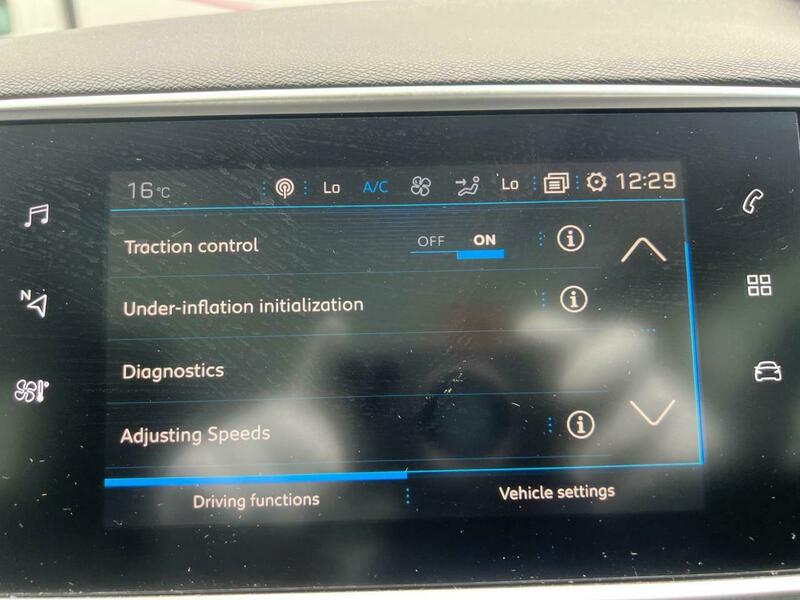 16°C Lo A/C Lo 12:29
Traction control OFF ON i
N
Under-inflation initialization i
Diagnostics
Adjusting Speeds i
Driving functions Vehicle settings